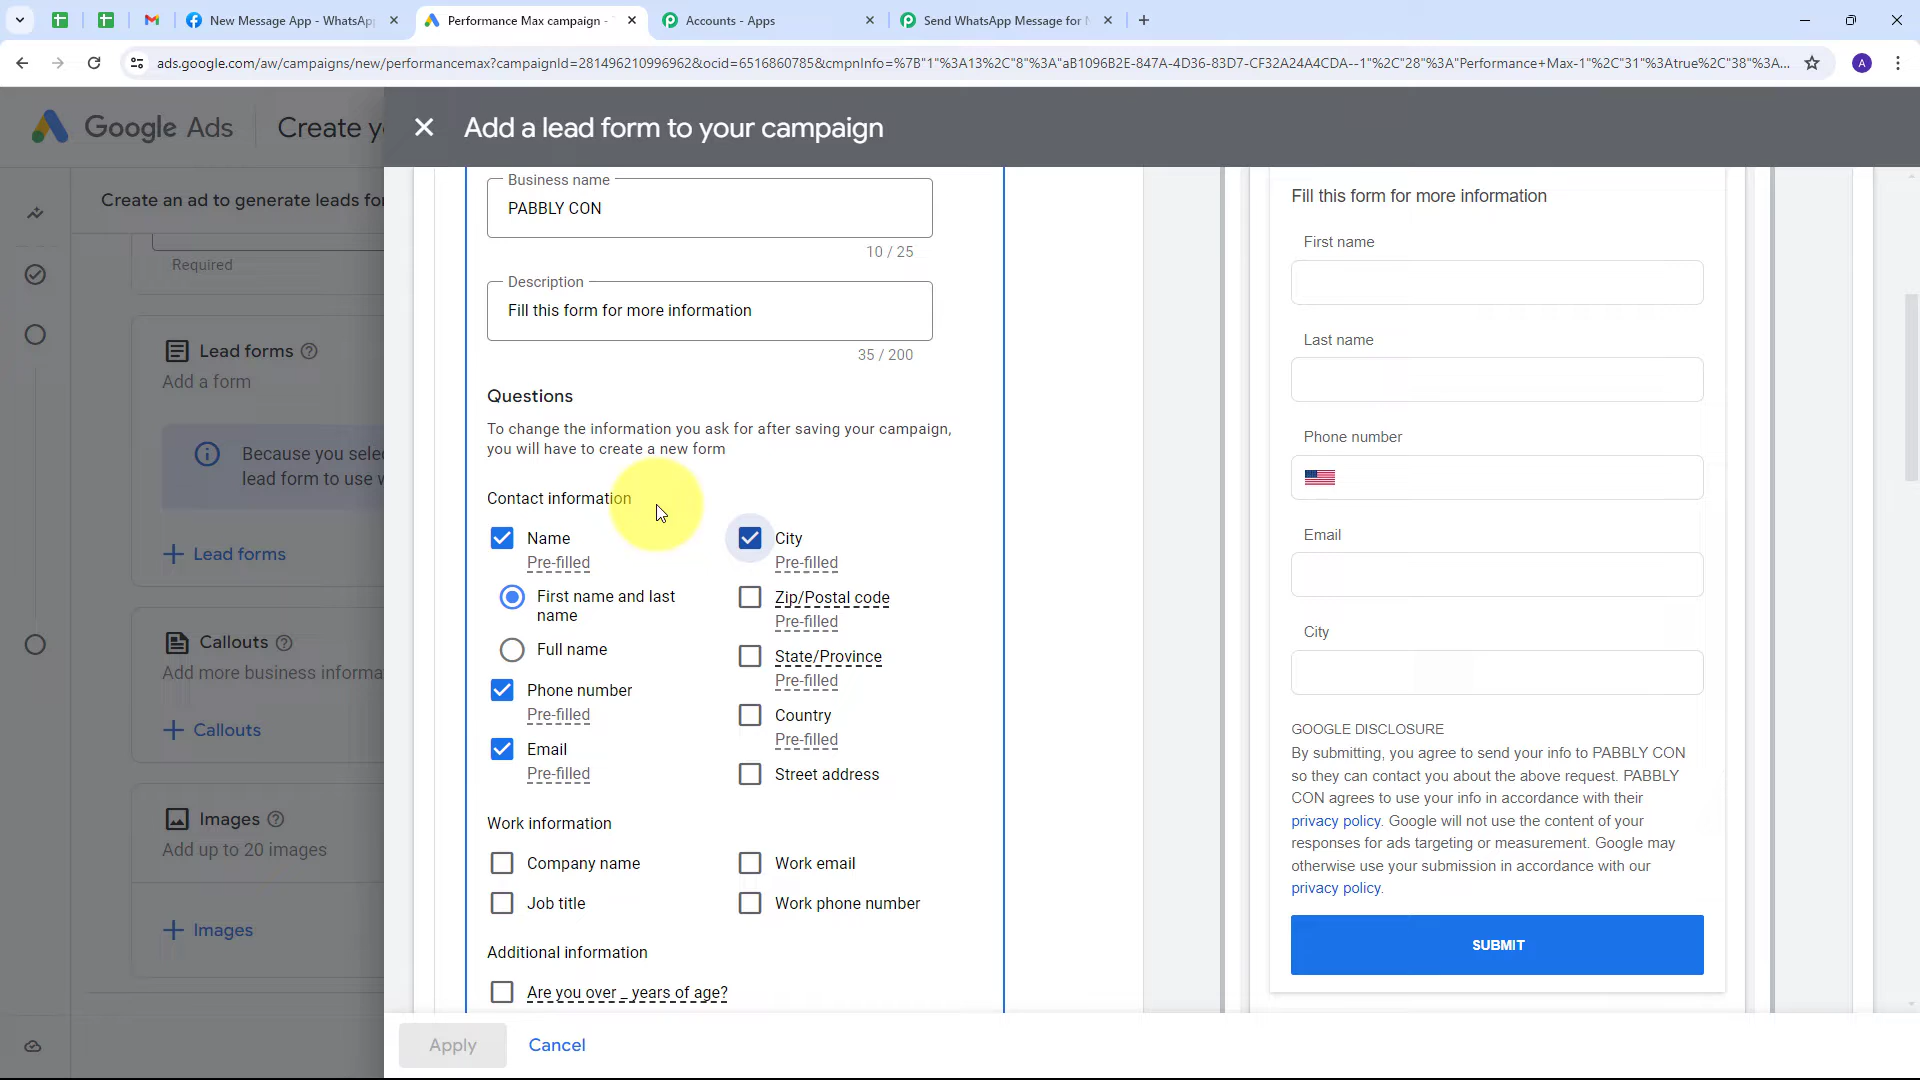 New Message App - WhatsApp
Performance Max campaign -
Accounts - Apps
Send WhatsApp Message for
ads.google.com/aw/campaigns/new/performancemax?campaignId=281496210996962&ocid=6516860785&cmpnInfo=%7B"1"%3A13%2C"8"%3A"aB1096B2E-847A-4D36-83D7-CF32A24A4CDA--1"%2C"28"%3A"Performance+Max-1"%2C"31"%3Atrue%2C"38"%3A...
A
Google Ads
Create y
Add a lead form to your campaign
Create an ad to generate leads fo
Required
Lead forms
Add a form
Because you sele
lead form to use w
Lead forms
Callouts
Add more business informa
Callouts
Images
Add up to 20 images
Images
Business name
PABBLY CON
10 / 25
Description
Fill this form for more information
35 / 200
Questions
To change the information you ask for after saving your campaign,
you will have to create a new form
Contact information
Name
Pre-filled
First name and last
name
Full name
Phone number
Pre-filled
Email
Pre-filled
City
Pre-filled
Zip/Postal code
Pre-filled
State/Province
Pre-filled
Country
Pre-filled
Street address
Work information
Company name
Work email
Job title
Work phone number
Additional information
Are you over _ years of age?
Apply
Cancel
Fill this form for more information
First name
Last name
Phone number
Email
City
GOOGLE DISCLOSURE
By submitting, you agree to send your info to PABBLY CON
so they can contact you about the above request. PABBLY
CON agrees to use your info in accordance with their
privacy policy. Google will not use the content of your
responses for ads targeting or measurement. Google may
otherwise use your submission in accordance with our
privacy policy.
SUBMIT